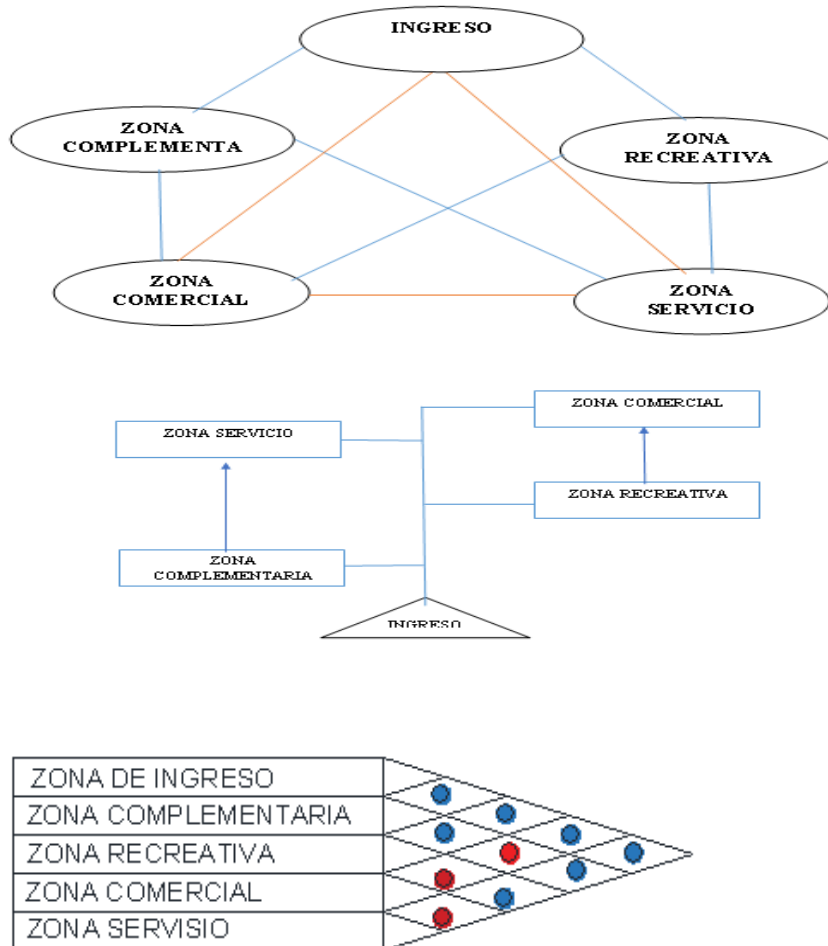 INGRESO
ZONA
COMPLEMENTA
ZONA
RECREATIVA
ZONA
COMERCIAL
ZONA
SERVICIO
ZONA COMERCIAL
ZONA SERVICIO
ZONA RECREATIVA
ZONA
COMPLEMENTARIA
INGRESO
ZONA DE INGRESO
ZONA COMPLEMENTARIA
ZONA RECREATIVA
ZONA COMERCIAL
ZONA SERVISIO